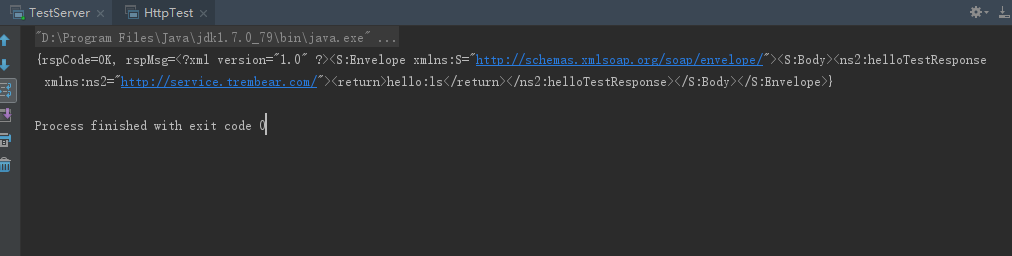 TestServer HttpTest
"D:\Program Files\Java\jdk1.7.0_79\bin\java.exe" ...
{rspCode=OK, rspMsg=<?xml version="1.0" ?><S:Envelope xmlns:S="http://schemas.xmlsoap.org/soap/envelope/"><S:Body><ns2:helloTestResponse
xmlns:ns2="http://service.trembear.com/"><return>hello:ls</return></ns2:helloTestResponse></S:Body></S:Envelope>}
Process finished with exit code 0